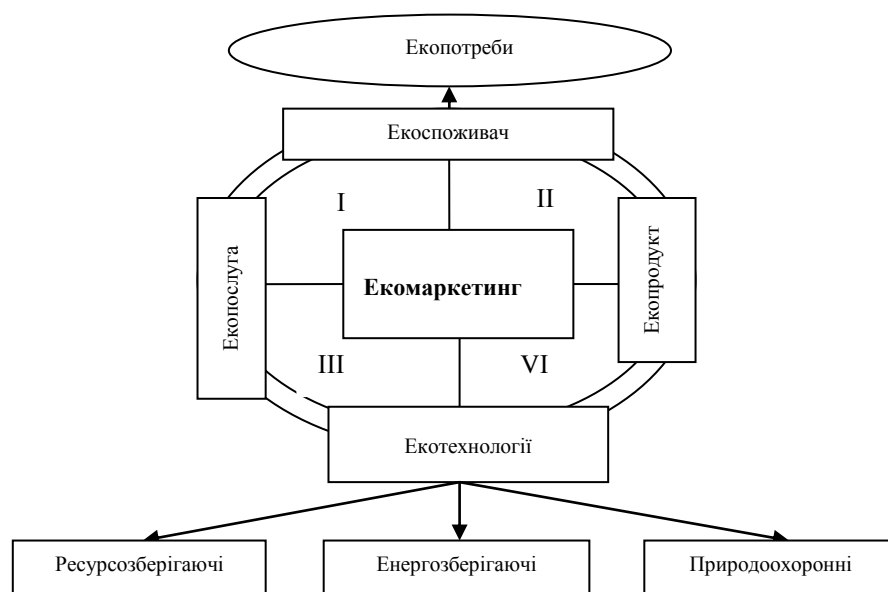 Екопотреби
Екоспоживач
I
II
Екопослуга
Екомаркетинг
Екопродукт
III
VI
Екотехнології
Ресурсозберігаючі
Енергозберігаючі
Природоохоронні